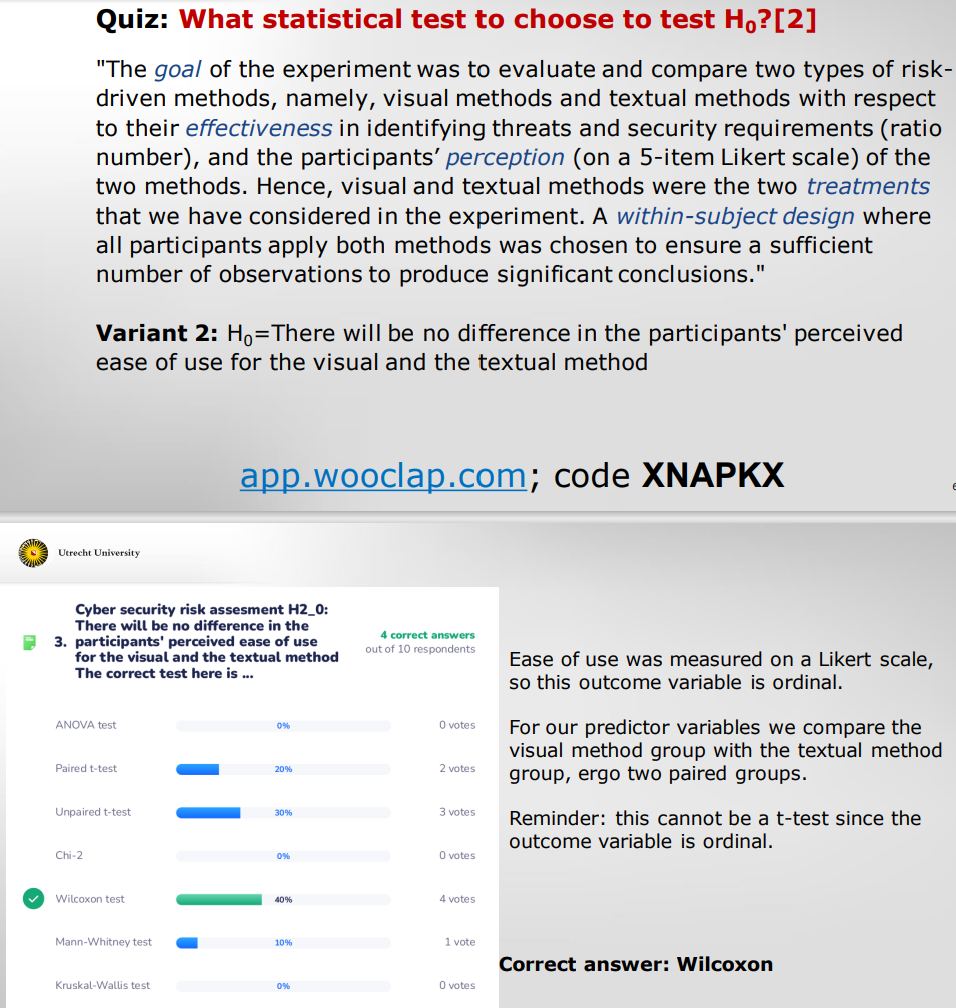 Quiz: What statistical test to choose to test H₀?[2]
"The goal of the experiment was to evaluate and compare two types of risk-
driven methods, namely, visual methods and textual methods with respect
to their effectiveness in identifying threats and security requirements (ratio
number), and the participants’ perception (on a 5-item Likert scale) of the
two methods. Hence, visual and textual methods were the two treatments
that we have considered in the experiment. A within-subject design where
all participants apply both methods was chosen to ensure a sufficient
number of observations to produce significant conclusions."
Variant 2: H₀=There will be no difference in the participants' perceived
ease of use for the visual and the textual method
app.wooclap.com; code XNAPKX
Utrecht University
Cyber security risk assesment H2_0:
There will be no difference in the
3. participants' perceived ease of use
for the visual and the textual method
The correct test here is ...
4 correct answers
out of 10 respondents
ANOVA test 0% 0 votes
Paired t-test 20% 2 votes
Unpaired t-test 30% 3 votes
Chi-2 0% 0 votes
Wilcoxon test 40% 4 votes
Mann-Whitney test 10% 1 vote
Kruskal-Wallis test 0% 0 votes
Ease of use was measured on a Likert scale,
so this outcome variable is ordinal.
For our predictor variables we compare the
visual method group with the textual method
group, ergo two paired groups.
Reminder: this cannot be a t-test since the
outcome variable is ordinal.
Correct answer: Wilcoxon